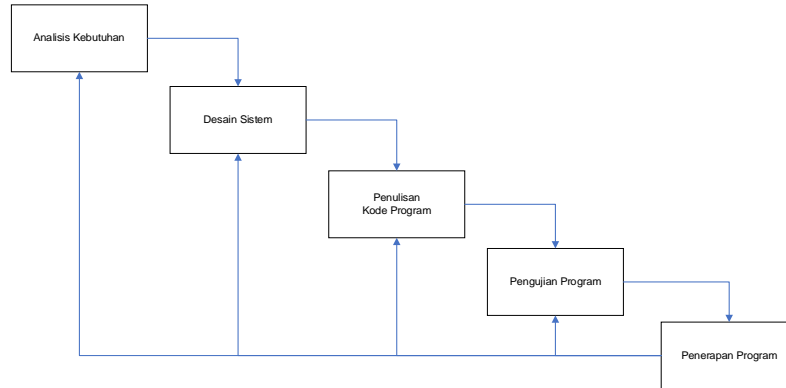 Analisis Kebutuhan
Desain Sistem
Penulisan
Kode Program
Pengujian Program
Penerapan Program